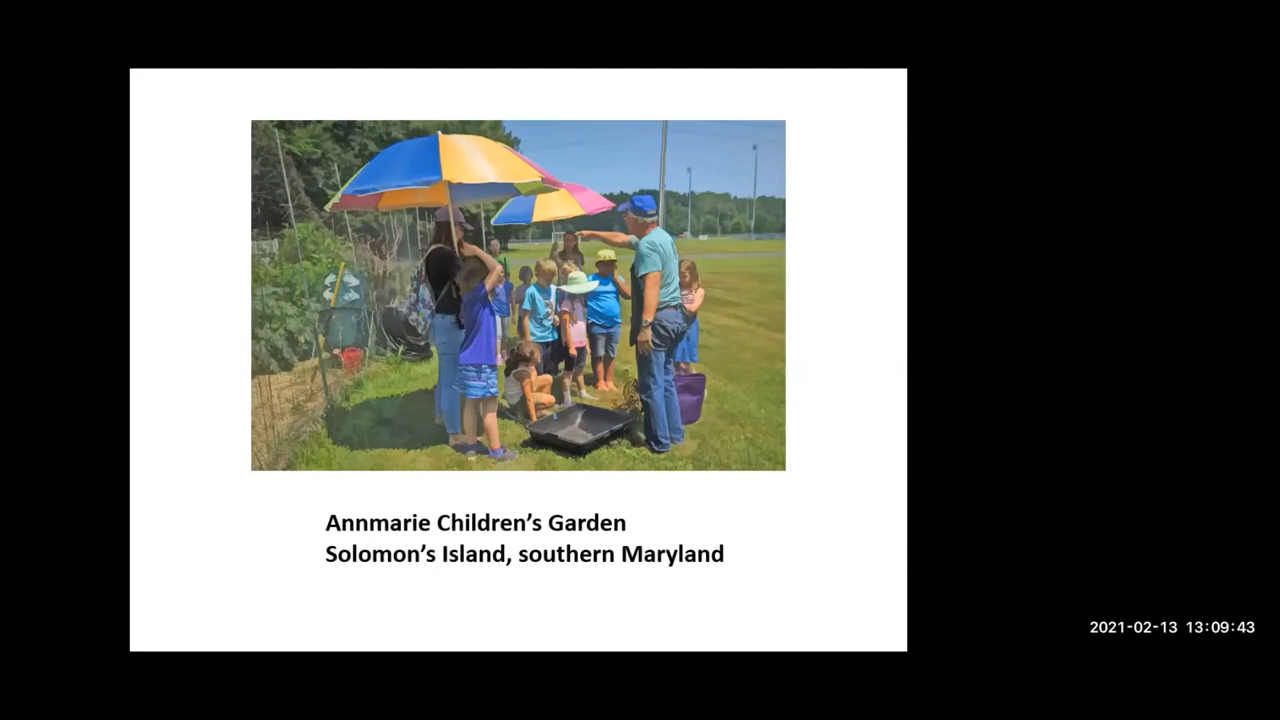 Annmarie Children’s Garden
Solomon’s Island, southern Maryland
2021-02-13 13:09:43